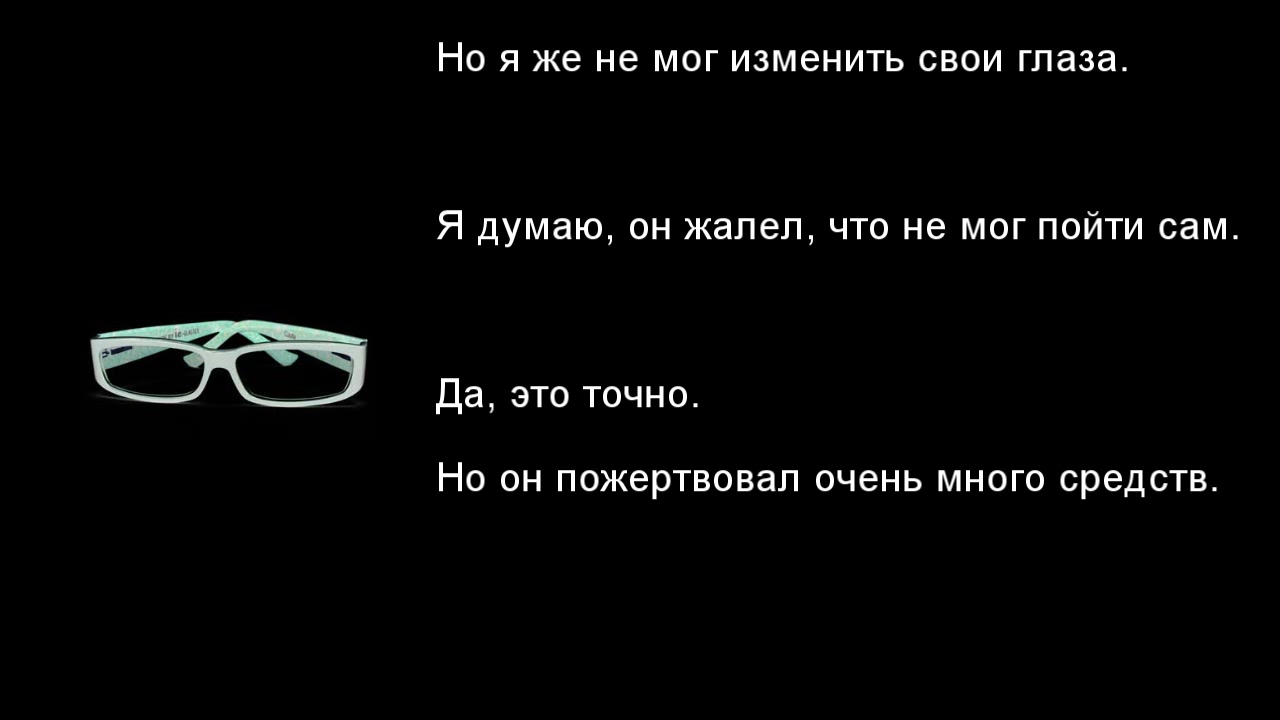 Но я же не мог изменить свои глаза.
Я думаю, он жалел, что не мог пойти сам.
Да, это точно.
Но он пожертвовал очень много средств.